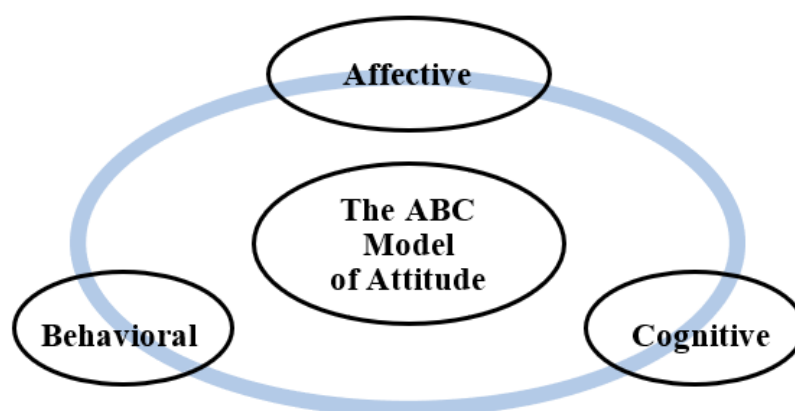 Affective
The ABC
Model
of Attitude
Behavioral
Cognitive